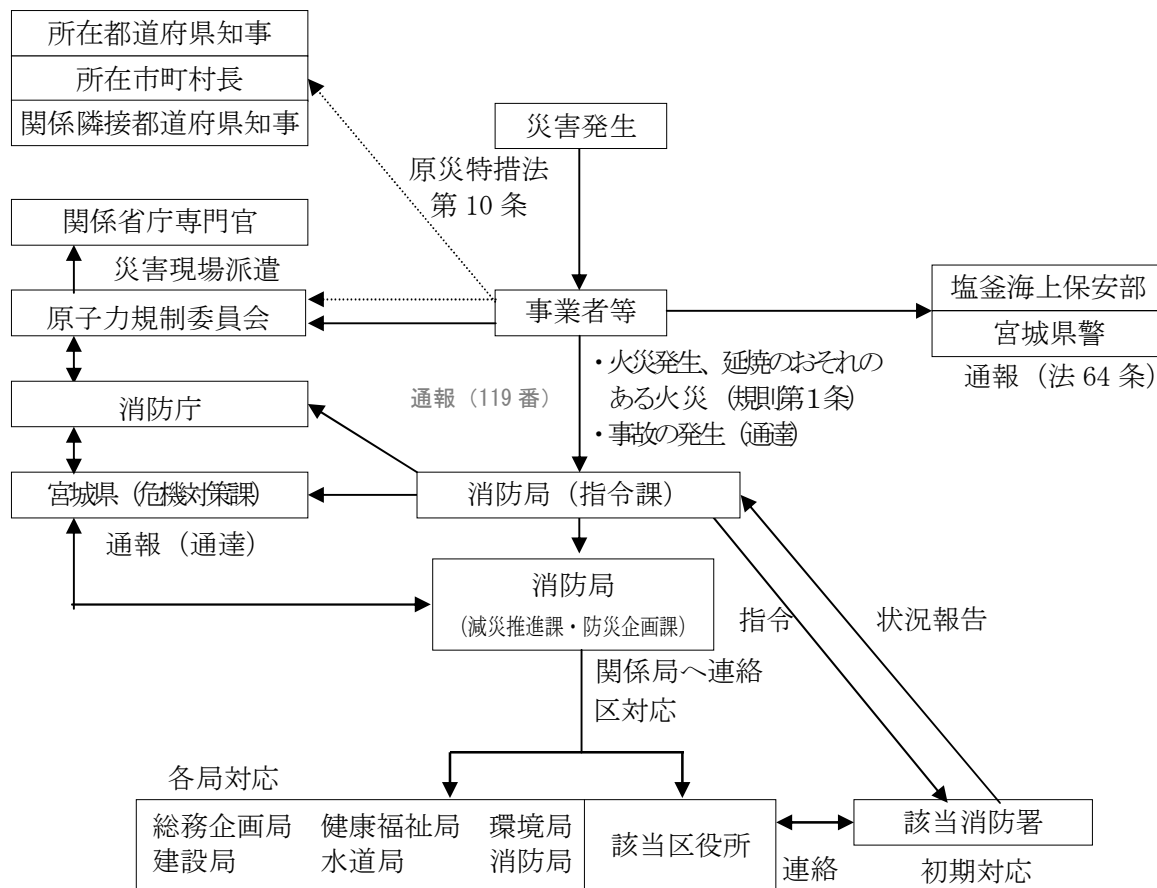 所在都道府県知事
所在市町村長
関係隣接都道府県知事
災害発生
原災特措法
第 10 条
関係省庁専門官
災害現場派遣
原子力規制委員会
事業者等
塩釜海上保安部
宮城県警
通報（法 64 条）
・火災発生、延焼のおそれの
ある火災（規則第１条）
・事故の発生（通達）
通報（119 番）
消防庁
宮城県（危機対策課）
消防局（指令課）
通報（通達）
消防局
（減災推進課・防災企画課）
指令
状況報告
関係局へ連絡
区対応
各局対応
総務企画局 健康福祉局 環境局
建設局 水道局 消防局
該当区役所
該当消防署
連絡
初期対応